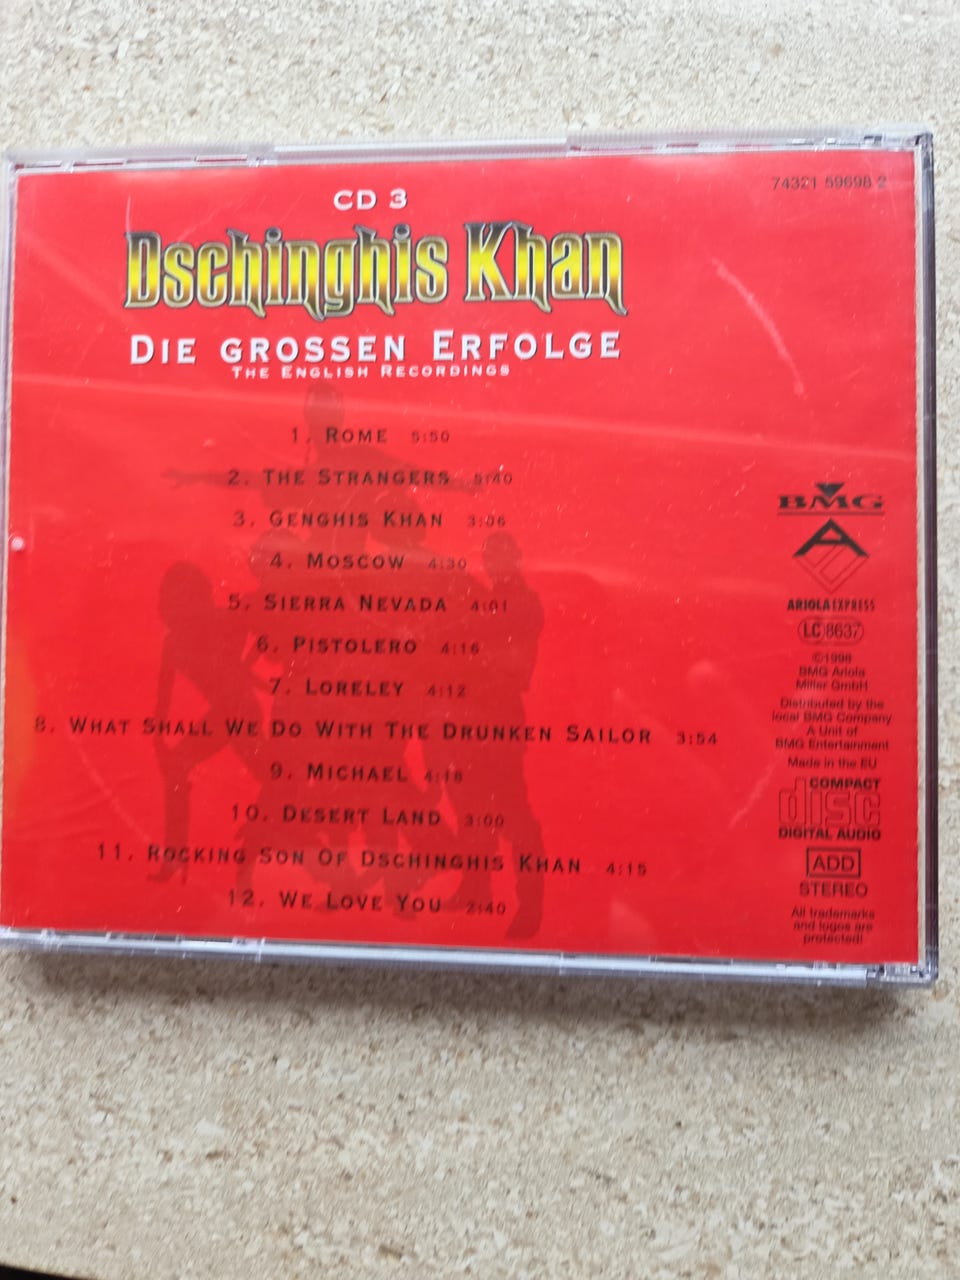 CD 3
74321 59698 2
Dschinghis Khan
DIE GROSSEN ERFOLGE
THE ENGLISH RECORDINGS
1. ROME 5:50
2. THE STRANGERS 5:40
3. GENGHIS KHAN 3:06
4. MOSCOW 4:30
5. SIERRA NEVADA 4:01
6. PISTOLERO 4:16
7. LORELEY 4:12
8. WHAT SHALL WE DO WITH THE DRUNKEN SAILOR 3:54
9. MICHAEL 4:18
10. DESERT LAND 3:00
11. ROCKING SON OF DSCHINGHIS KHAN 4:15
12. WE LOVE YOU 2:40
BMG
ARIOLA EXPRESS
LC 8637
©1998
BMG Ariola
Miller GmbH
Distributed by the
local BMG Company
A Unit of
BMG Entertainment
Made in the EU
COMPACT
disc
DIGITAL AUDIO
ADD
STEREO
All trademarks
and logos are
protected!